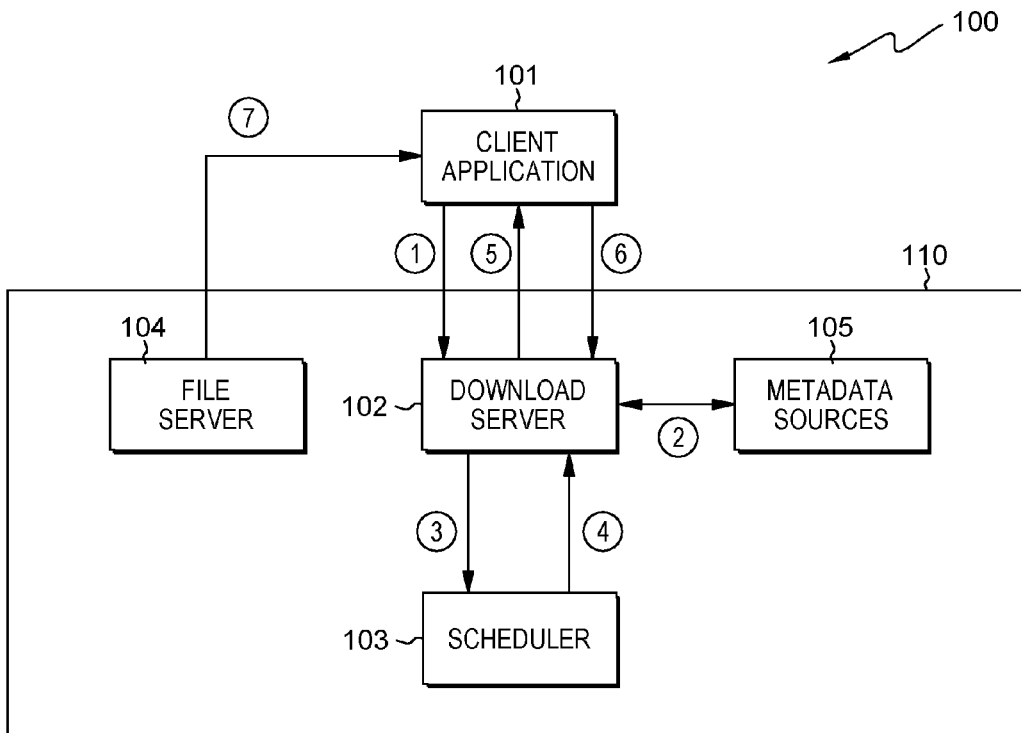 100
101
7
CLIENT
APPLICATION
1
5
6
110
104
105
FILE
SERVER
102
DOWNLOAD
SERVER
METADATA
SOURCES
2
3
4
103
SCHEDULER